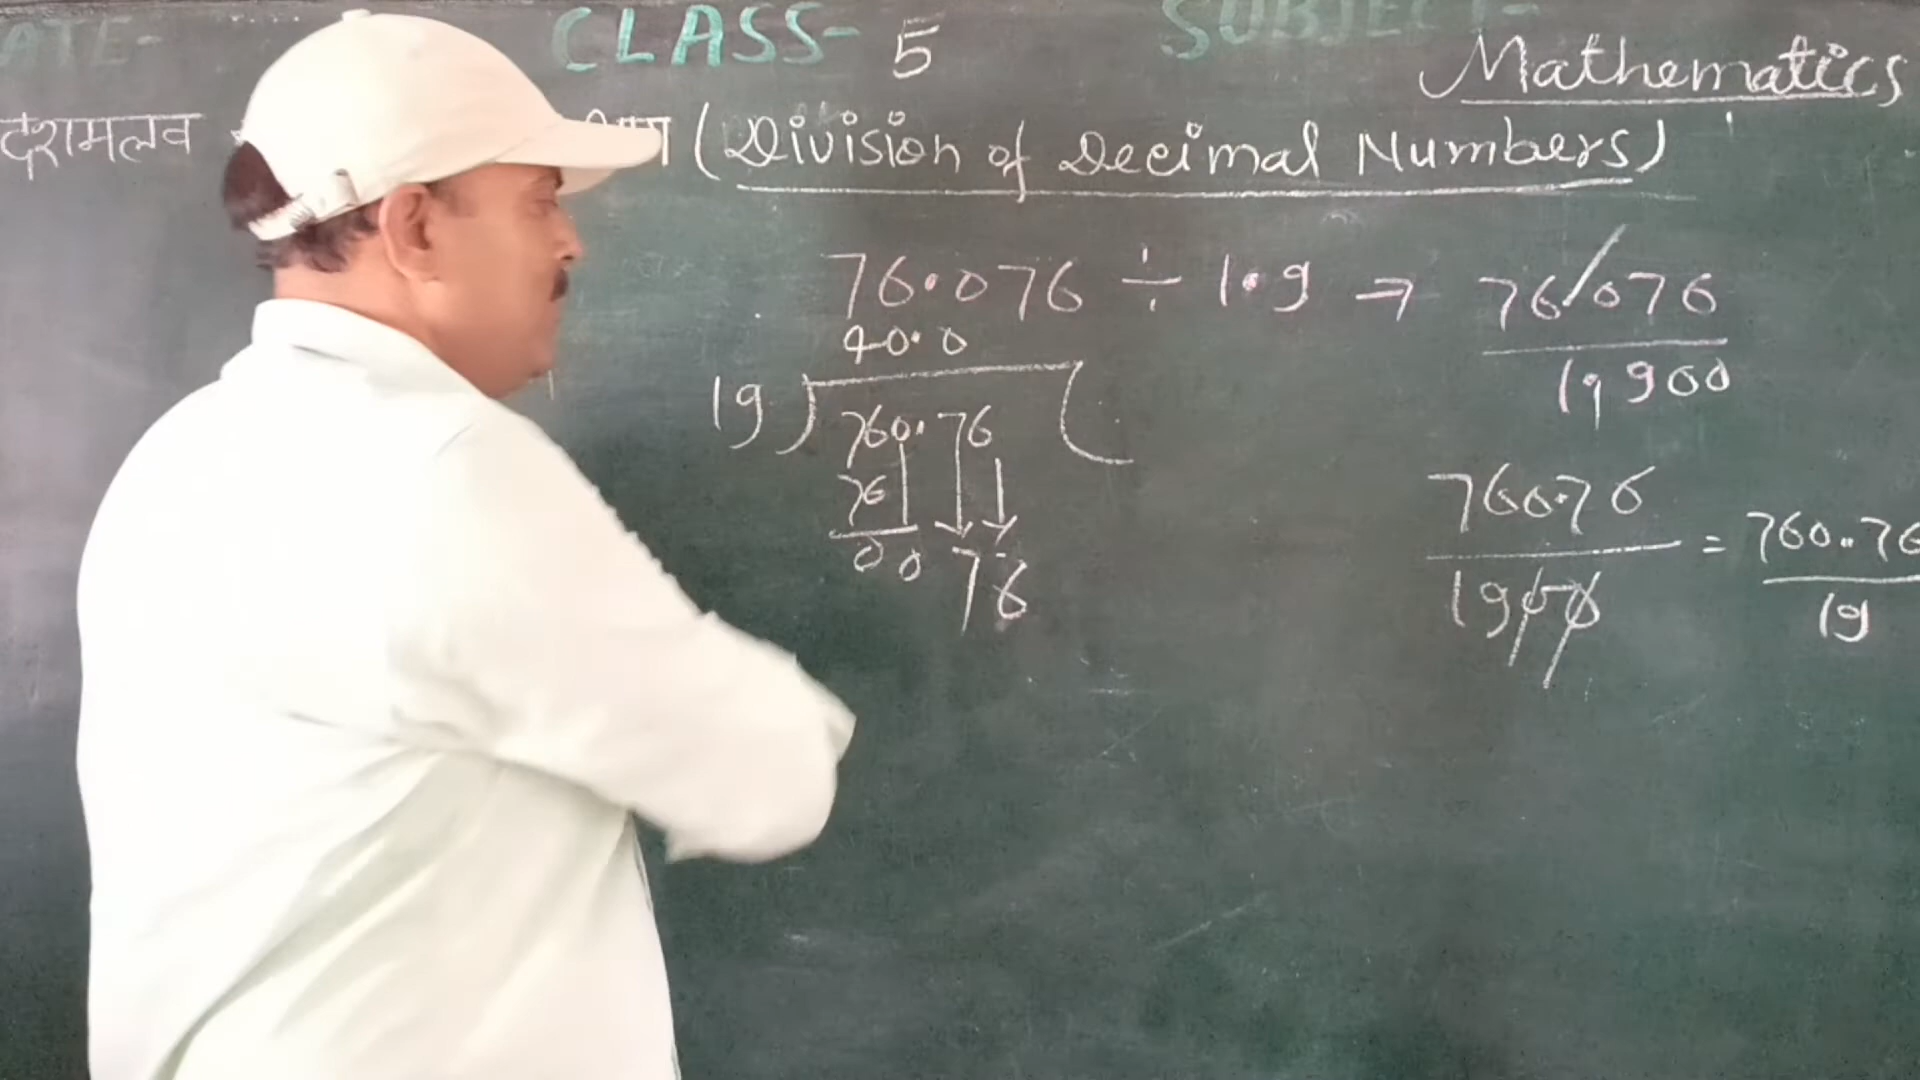 CLASS- 5 SUBJECT- Mathematics
दशमलव (Division of Decimal Numbers)
76.076 ÷ 1.9 → 76/076
1,900
40.0
19) 760.76 (
76
00 76
76076
1900
= 760.76
19